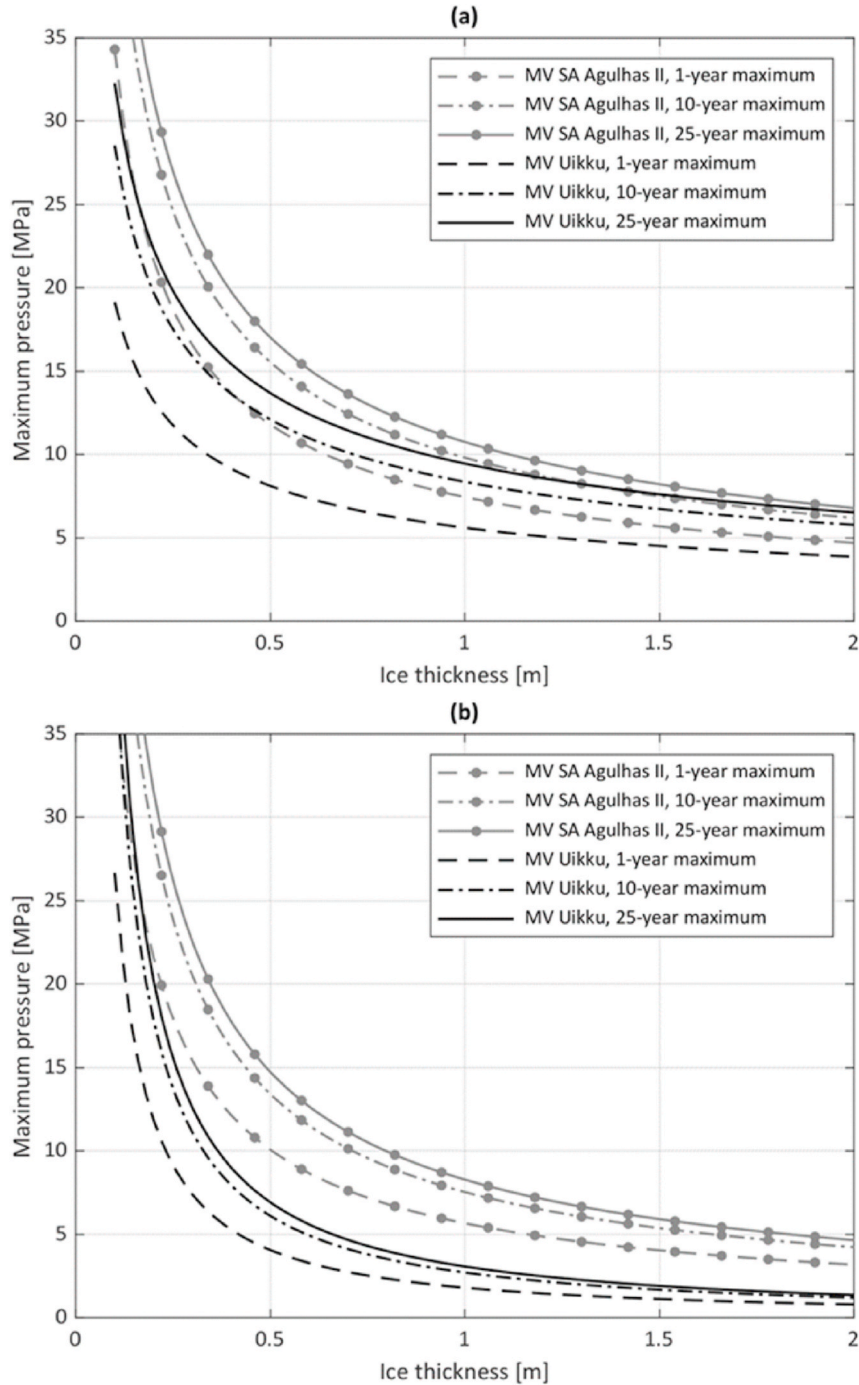 (a)
35
30
25
20
15
10
5
0
Maximum pressure [MPa]
MV SA Agulhas II, 1-year maximum
MV SA Agulhas II, 10-year maximum
MV SA Agulhas II, 25-year maximum
MV Uikku, 1-year maximum
MV Uikku, 10-year maximum
MV Uikku, 25-year maximum
0 0.5 1 1.5 2
Ice thickness [m]
(b)
35
30
25
20
15
10
5
0
Maximum pressure [MPa]
MV SA Agulhas II, 1-year maximum
MV SA Agulhas II, 10-year maximum
MV SA Agulhas II, 25-year maximum
MV Uikku, 1-year maximum
MV Uikku, 10-year maximum
MV Uikku, 25-year maximum
0 0.5 1 1.5 2
Ice thickness [m]